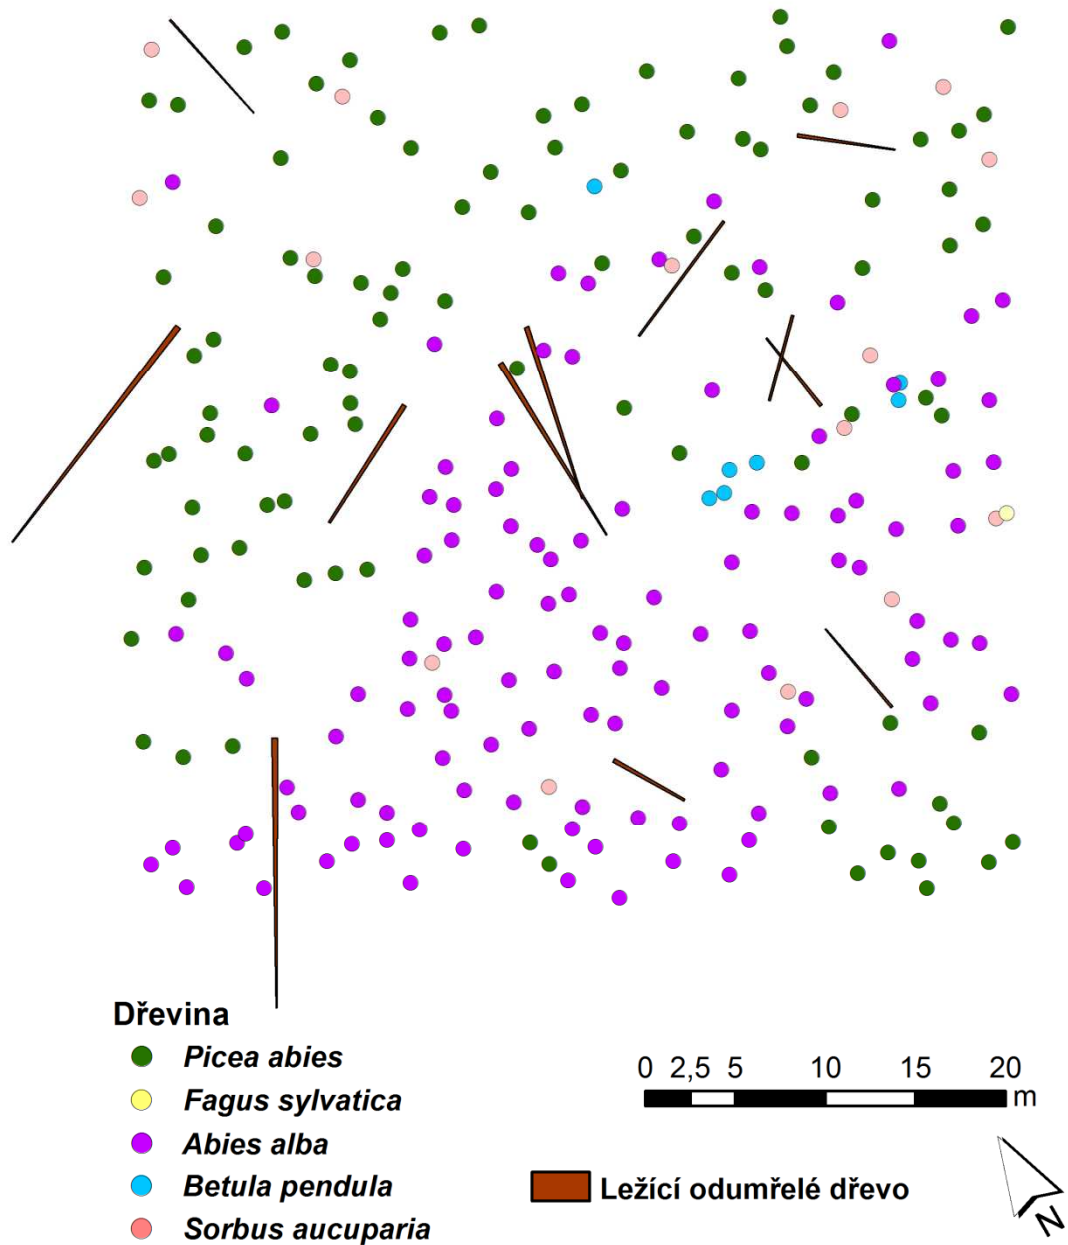 Dřevina
Picea abies
Fagus sylvatica
Abies alba
Betula pendula
Sorbus aucuparia
0 2,5 5 10 15 20
m
Ležící odumřelé dřevo
N